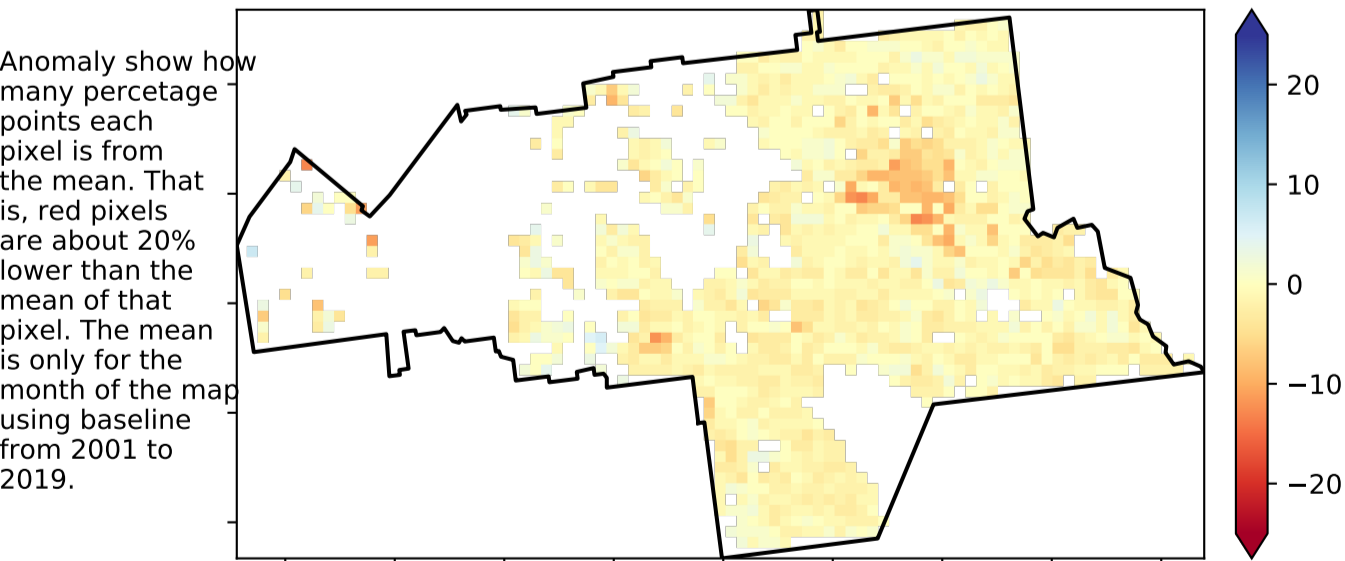 Anomaly show how
many percetage
points each
pixel is from
the mean. That
is, red pixels
are about 20%
lower than the
mean of that
pixel. The mean
is only for the
month of the map
using baseline
from 2001 to
2019.
20
10
0
−10
−20